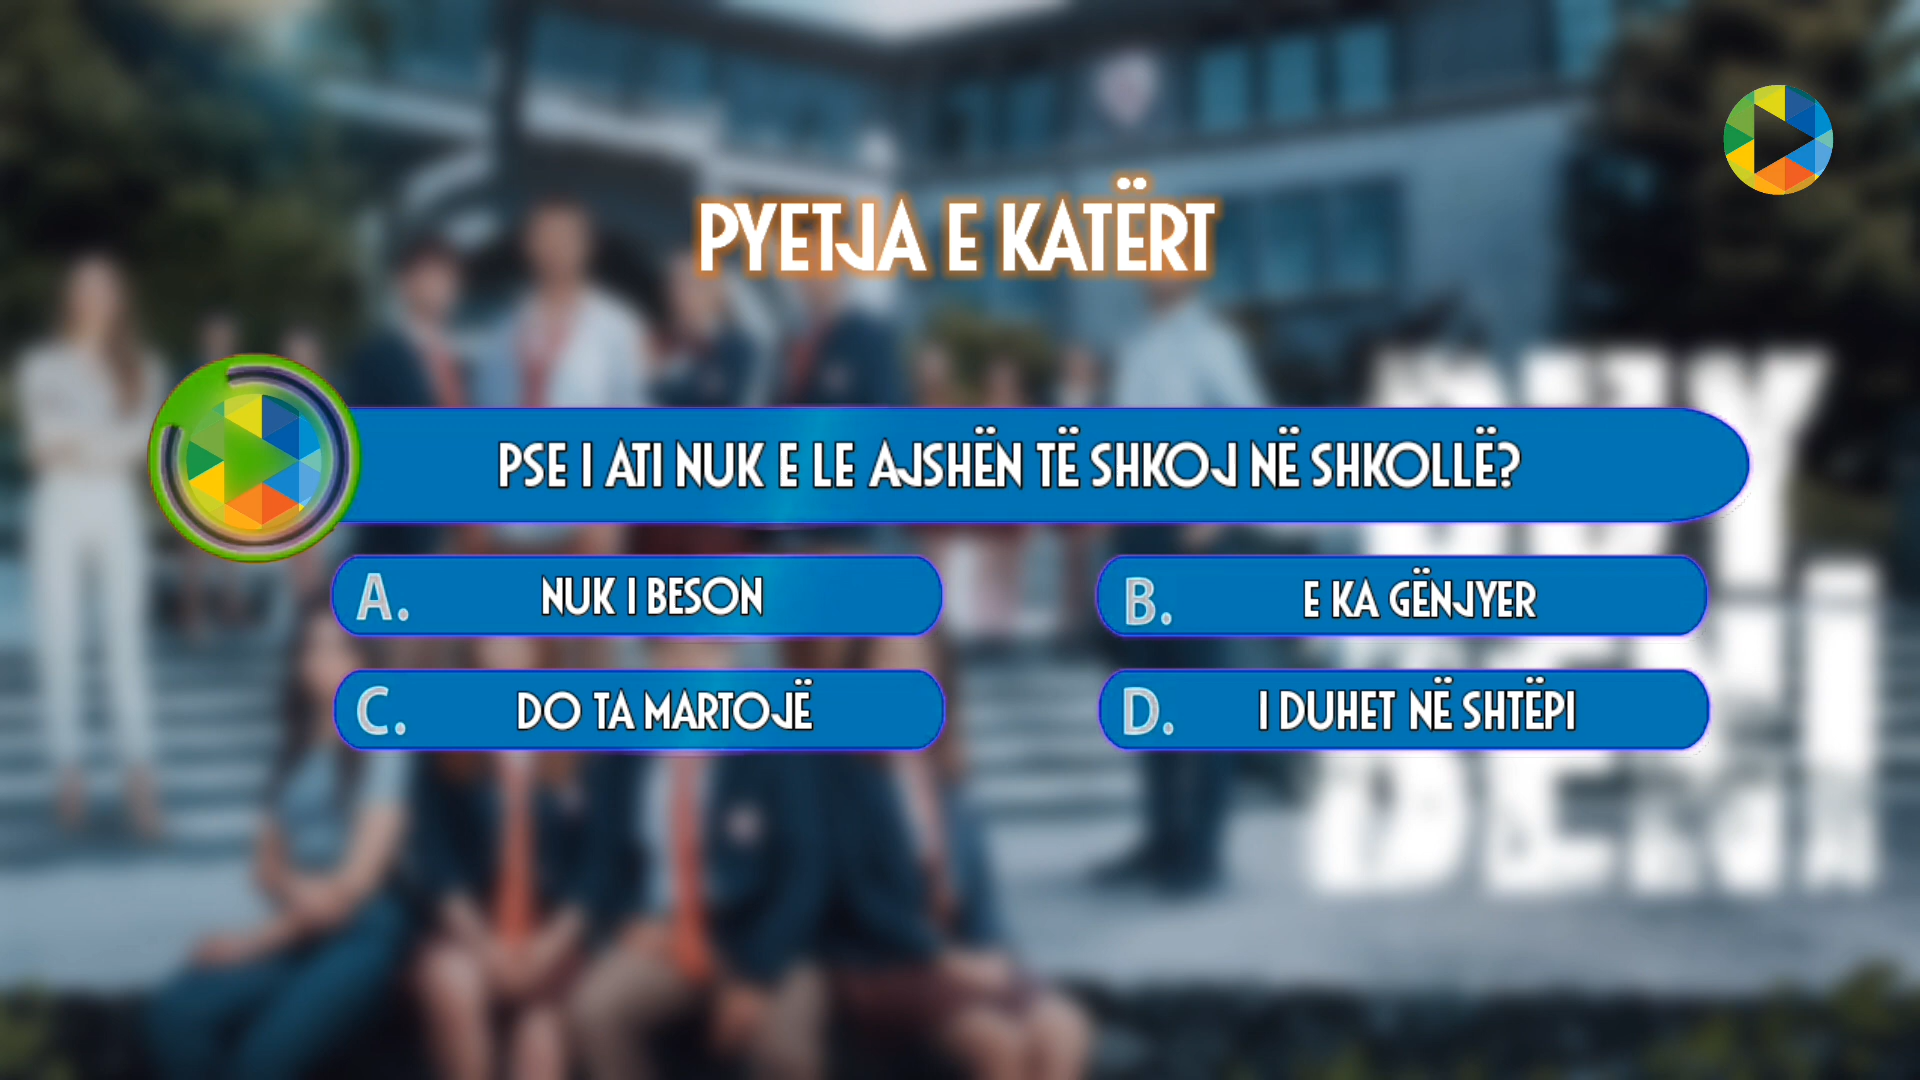 PYETJA E KATËRT
PSE I ATI NUK E LE AJSHËN TË SHKOJ NË SHKOLLË?
A. NUK I BESON
B. E KA GËNJYER
C. DO TA MARTOJË
D. I DUHET NË SHTËPI